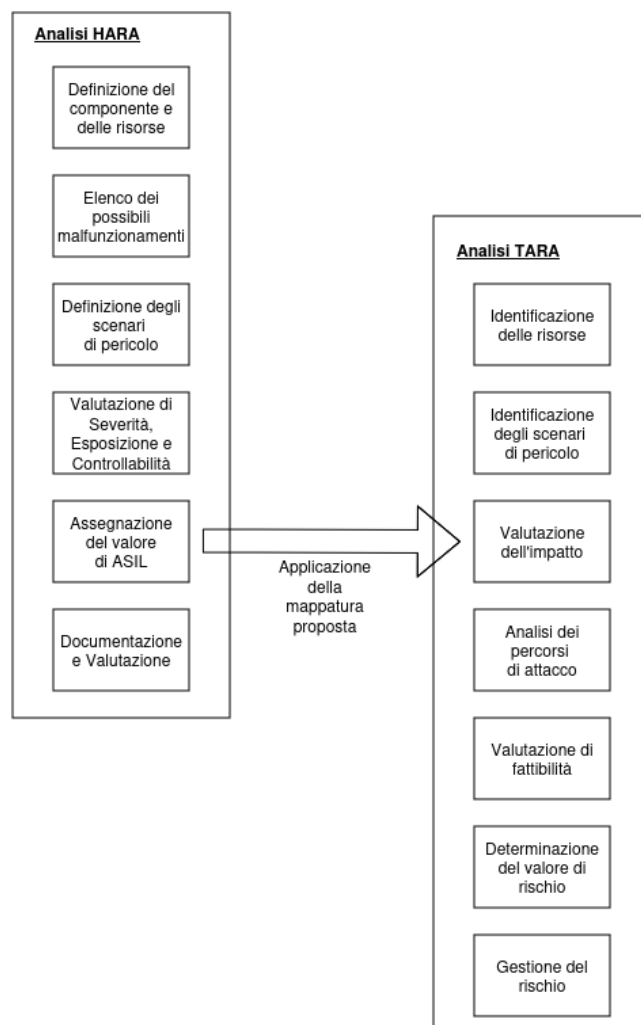 Analisi HARA
Definizione del
componente e
delle risorse
Elenco dei
possibili
malfunzionamenti
Definizione degli
scenari
di pericolo
Valutazione di
Severità,
Esposizione e
Controllabilità
Assegnazione
del valore
di ASIL
Documentazione
e Valutazione
Applicazione
della
mappatura
proposta
Analisi TARA
Identificazione
delle risorse
Identificazione
degli scenari
di pericolo
Valutazione
dell'impatto
Analisi dei
percorsi
di attacco
Valutazione di
fattibilità
Determinazione
del valore di
rischio
Gestione del
rischio